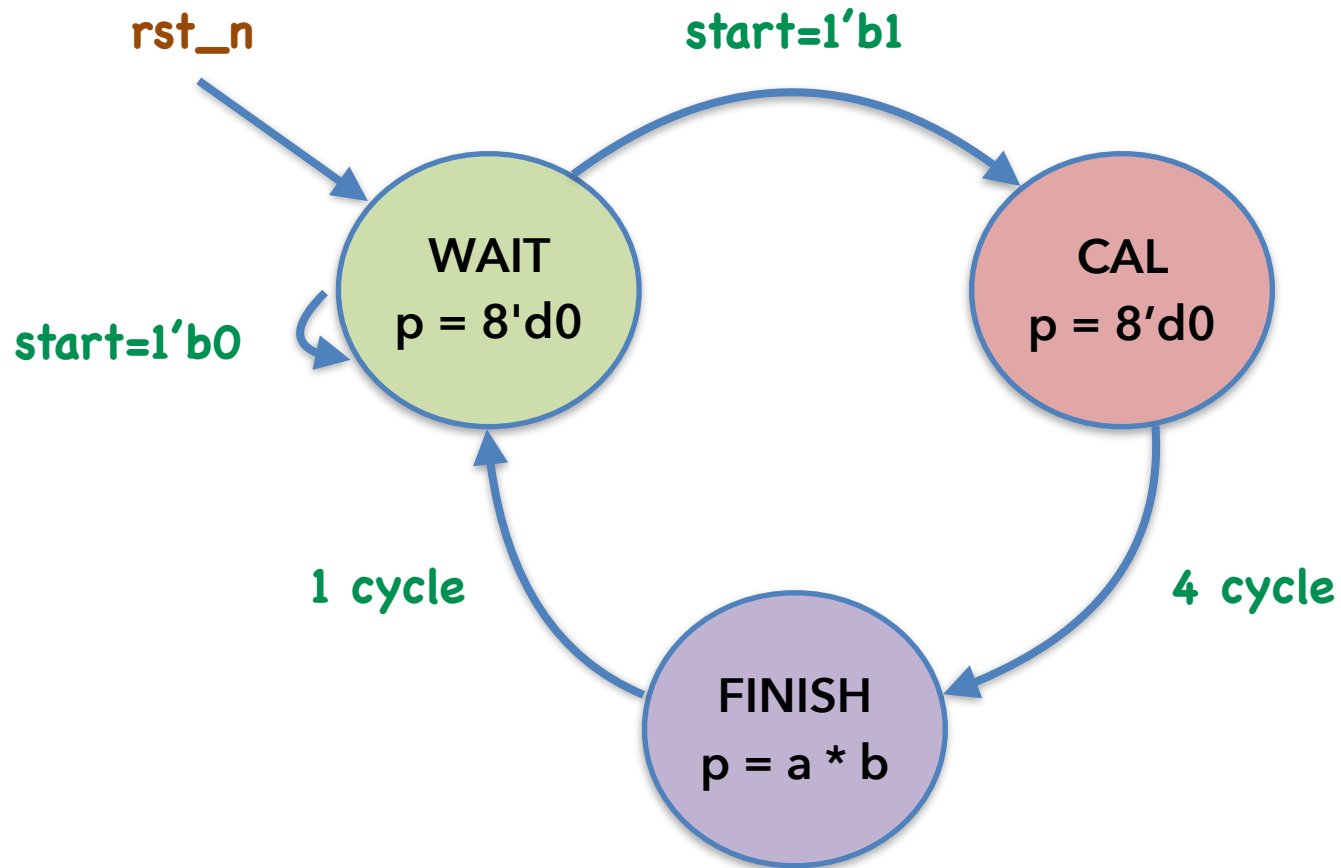 rst_n
start=1′b1
WAIT
p = 8'd0
CAL
p = 8’d0
start=1′b0
1 cycle
4 cycle
FINISH
p = a * b